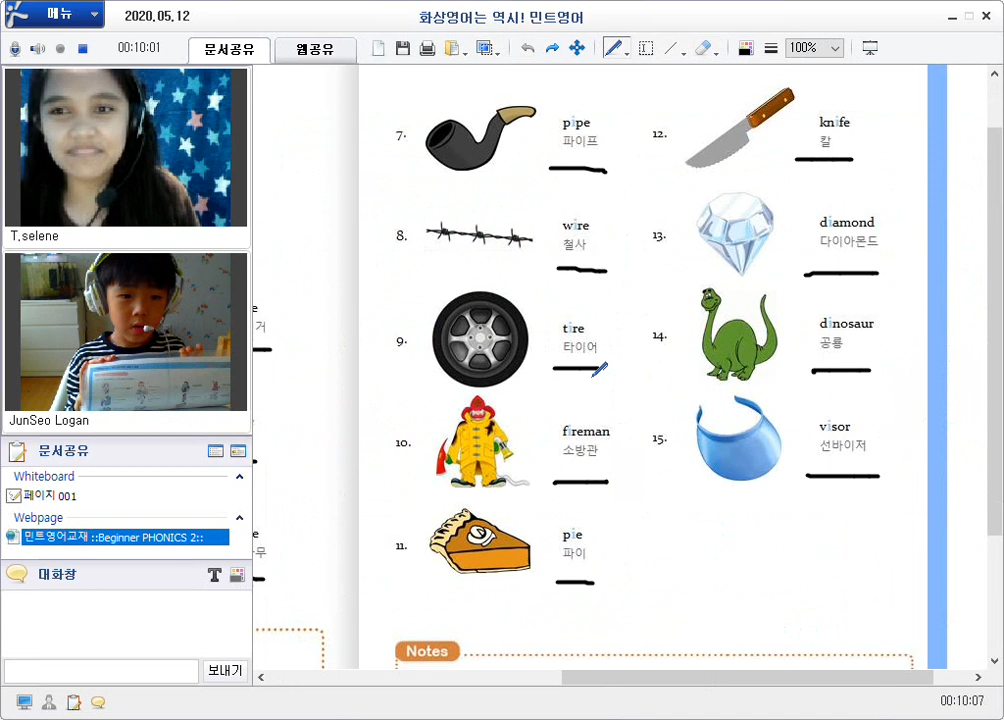 메뉴
2020.05.12
화상영어는 역시! 민트영어
00:10:01
문서공유
웹공유
100%
T.selene
JunSeo Logan
문서공유
Whiteboard
페이지 001
Webpage
민트영어교재 ::Beginner PHONICS 2::
대화창
T
보내기
e
거
e
무
7.
pipe
파이프
8.
wire
철사
9.
tire
타이어
10.
fireman
소방관
11.
pie
파이
12.
knife
칼
13.
diamond
다이아몬드
14.
dinosaur
공룡
15.
visor
선바이저
Notes
00:10:07